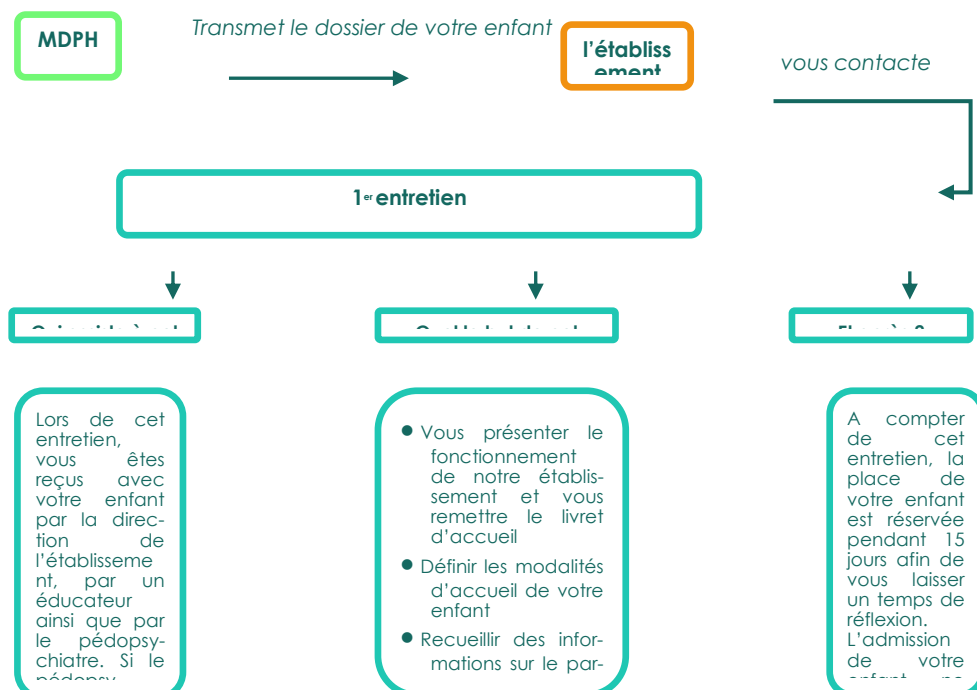 MDPH
Transmet le dossier de votre enfant
l’établiss
ement
vous contacte
1er entretien
Lors de cet
entretien,
vous êtes
reçus avec
votre enfant
par la direc-
tion de
l’établisseme
nt, par un
éducateur
ainsi que par
le pédopsy-
chiatre. Si le
pédopsy-
● Vous présenter le
fonctionnement
de notre établis-
sement et vous
remettre le livret
d’accueil
● Définir les modalités
d’accueil de votre
enfant
● Recueillir des infor-
mations sur le par-
A compter
de cet
entretien, la
place de
votre enfant
est réservée
pendant 15
jours afin de
vous laisser
un temps de
réflexion.
L’admission
de votre
enfant ne